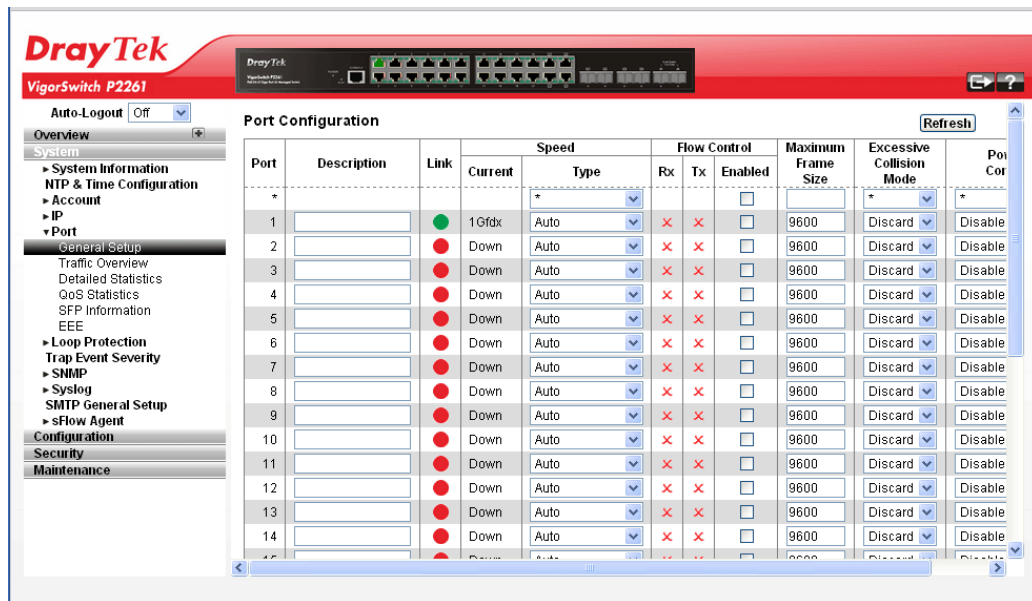 DrayTek
VigorSwitch P2261
DrayTek
Auto-Logout Off
Overview
System
System Information
NTP & Time Configuration
Account
IP
Port
General Setup
Traffic Overview
Detailed Statistics
QoS Statistics
SFP Information
EEE
Loop Protection
Trap Event Severity
SNMP
Syslog
SMTP General Setup
sFlow Agent
Configuration
Security
Maintenance
Port Configuration
Refresh
Port Description Link Speed Flow Control Maximum Frame Size Excessive Collision Mode
Current Type Rx Tx Enabled
* * * *
1 1Gfdx Auto x x 9600 Discard Disable
2 Down Auto x x 9600 Discard Disable
3 Down Auto x x 9600 Discard Disable
4 Down Auto x x 9600 Discard Disable
5 Down Auto x x 9600 Discard Disable
6 Down Auto x x 9600 Discard Disable
7 Down Auto x x 9600 Discard Disable
8 Down Auto x x 9600 Discard Disable
9 Down Auto x x 9600 Discard Disable
10 Down Auto x x 9600 Discard Disable
11 Down Auto x x 9600 Discard Disable
12 Down Auto x x 9600 Discard Disable
13 Down Auto x x 9600 Discard Disable
14 Down Auto x x 9600 Discard Disable